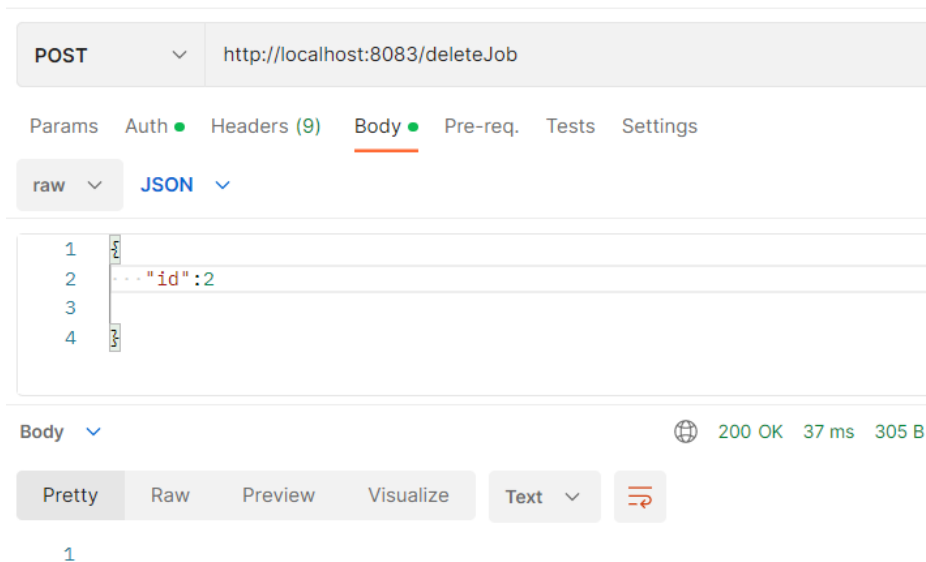 POST http://localhost:8083/deleteJob
Params Auth Headers (9) Body Pre-req. Tests Settings
raw JSON
1 {
2 "id":2
3
4 }
Body 200 OK 37 ms 305 B
Pretty Raw Preview Visualize Text
1